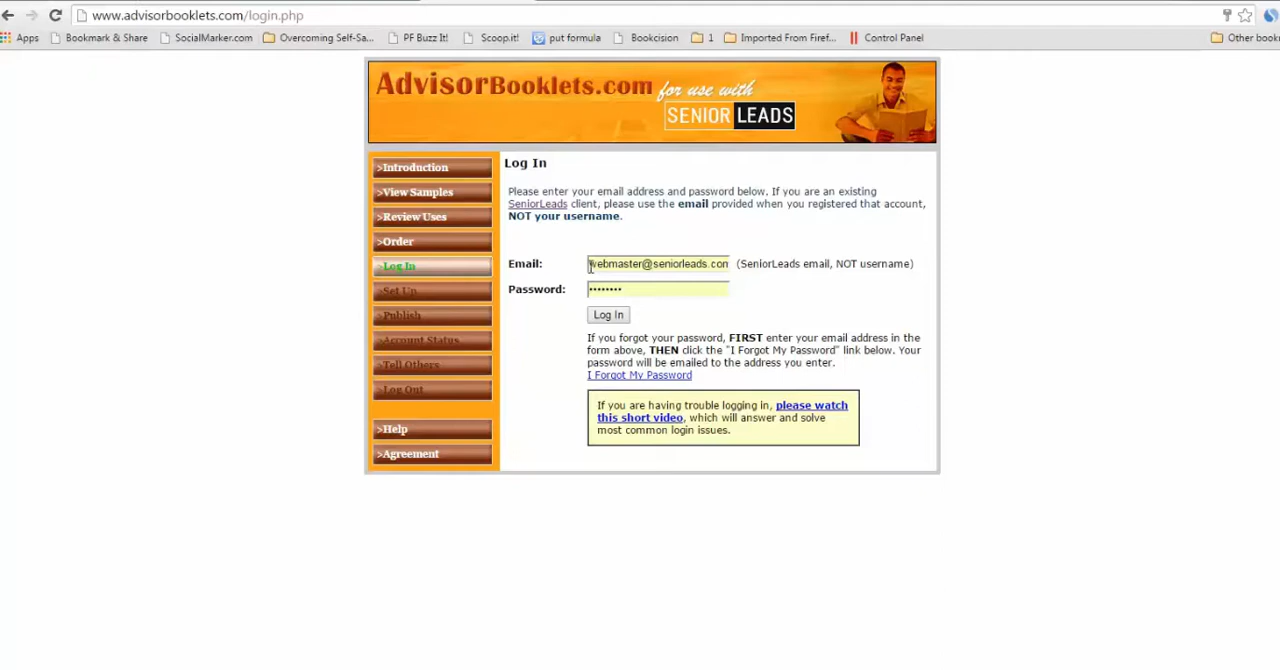 www.advisorbooklets.com/login.php
Apps Bookmark & Share SocialMarker.com Overcoming Self-Sa... PF Buzz It! Scoop.it! put formula Bookcision 1 Imported From Firef... Control Panel Other book
AdvisorBooklets.com for use with
SENIOR LEADS
>Introduction
>View Samples
>Review Uses
>Order
>Log In
>Set Up
>Publish
>Account Status
>Tell Others
>Log Out
>Help
>Agreement
Log In
Please enter your email address and password below. If you are an existing
SeniorLeads client, please use the email provided when you registered that account,
NOT your username.
Email: webmaster@seniorleads.com (SeniorLeads email, NOT username)
Password: ••••••••
Log In
If you forgot your password, FIRST enter your email address in the
form above, THEN click the "I Forgot My Password" link below. Your
password will be emailed to the address you enter.
I Forgot My Password
If you are having trouble logging in, please watch
this short video, which will answer and solve
most common login issues.